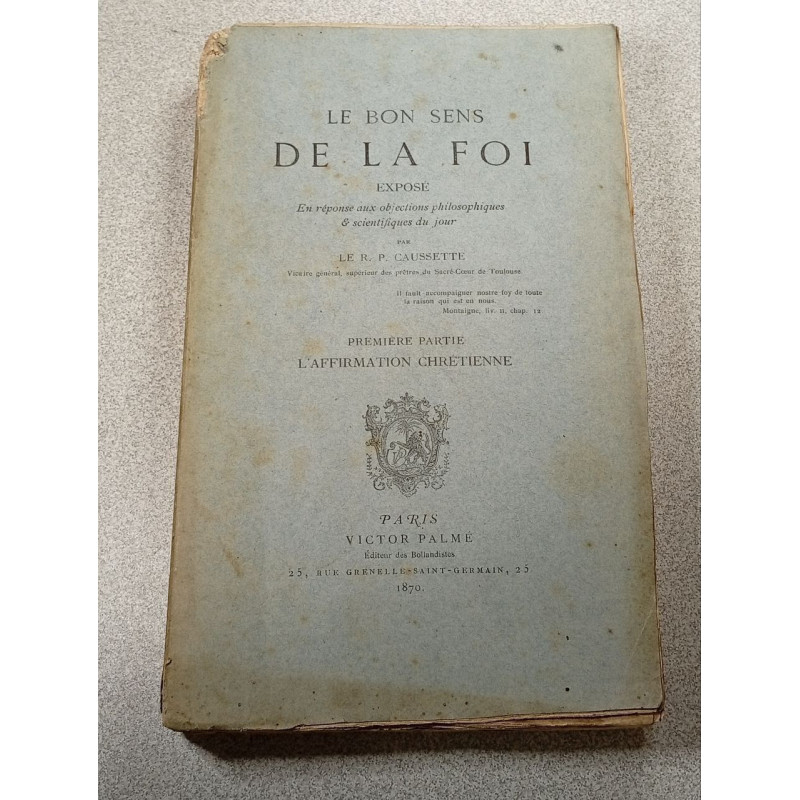 LE BON SENS
DE LA FOI
EXPOSÉ
En réponse aux objections philosophiques
& scientifiques du jour
PAR
LE R. P. CAUSSETTE
Vicaire général, supérieur des prêtres du Sacré-Cœur de Toulouse
Il fault accompaigner nostre foy de toute
la raison qui est en nous.
Montaigne, liv. II, chap. 12
PREMIÈRE PARTIE
L'AFFIRMATION CHRÉTIENNE
PARIS
VICTOR PALMÉ
Éditeur des Bollandistes
25, RUE GRENELLE-SAINT-GERMAIN, 25
1870.